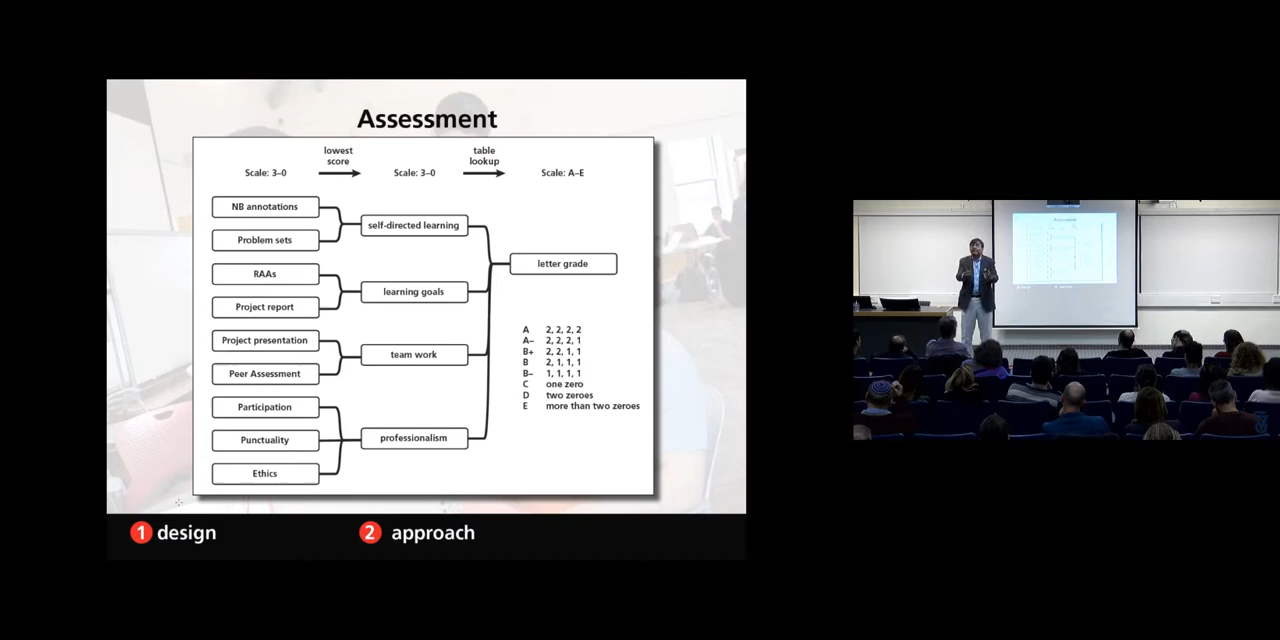 Assessment
lowest
score
table
lookup
Scale: 3–0
Scale: 3–0
Scale: A–E
NB annotations
Problem sets
RAAs
Project report
Project presentation
Peer Assessment
Participation
Punctuality
Ethics
self-directed learning
learning goals
team work
professionalism
letter grade
A 2, 2, 2, 2
A– 2, 2, 2, 1
B+ 2, 2, 1, 1
B 2, 1, 1, 1
B– 1, 1, 1, 1
C one zero
D two zeroes
E more than two zeroes
1 design
2 approach
Assessment